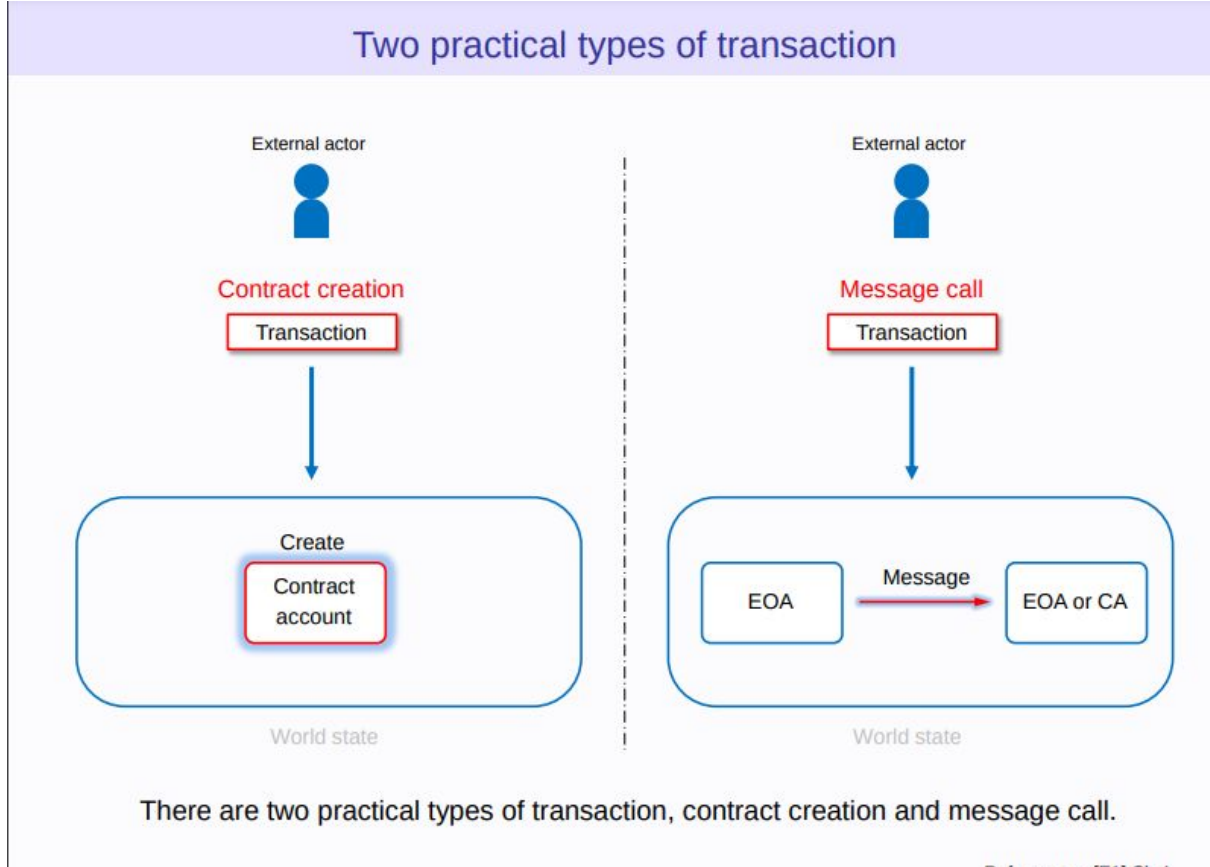 Two practical types of transaction
External actor
Contract creation
Transaction
Create
Contract
account
World state
External actor
Message call
Transaction
EOA
Message
EOA or CA
World state
There are two practical types of transaction, contract creation and message call.